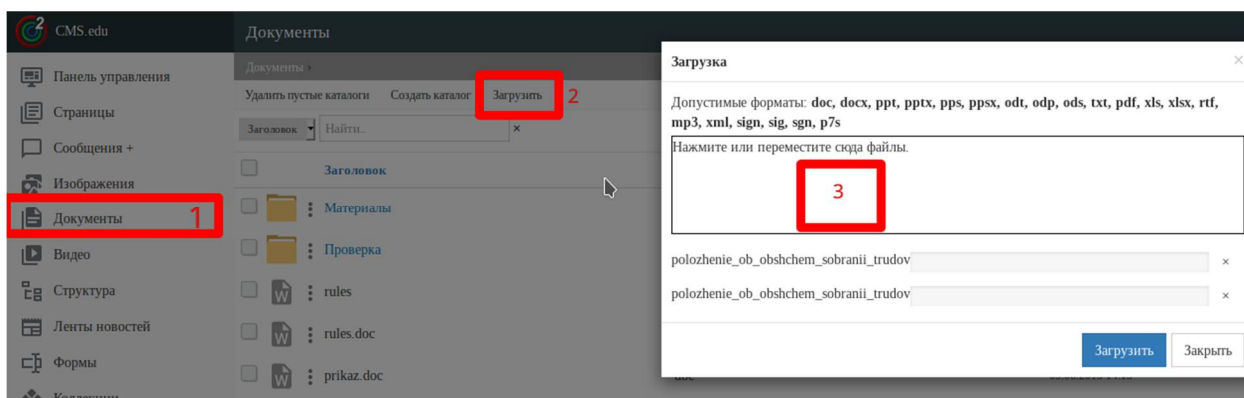 CMS.edu
Документы
Панель управления
Страницы
Сообщения +
Изображения
Документы 1
Видео
Структура
Ленты новостей
Формы
Коллекции
Документы ›
Удалить пустые каталоги Создать каталог Загрузить 2
Заголовок Найти.. ×
Заголовок
Материалы
Проверка
rules
rules.doc
prikaz.doc
Загрузка ×
Допустимые форматы: doc, docx, ppt, pptx, pps, ppsx, odt, odp, ods, txt, pdf, xls, xlsx, rtf,
mp3, xml, sign, sig, sgn, p7s
Нажмите или переместите сюда файлы.
3
polozhenie_ob_obshchem_sobranii_trudov ×
polozhenie_ob_obshchem_sobranii_trudov ×
Загрузить Закрыть